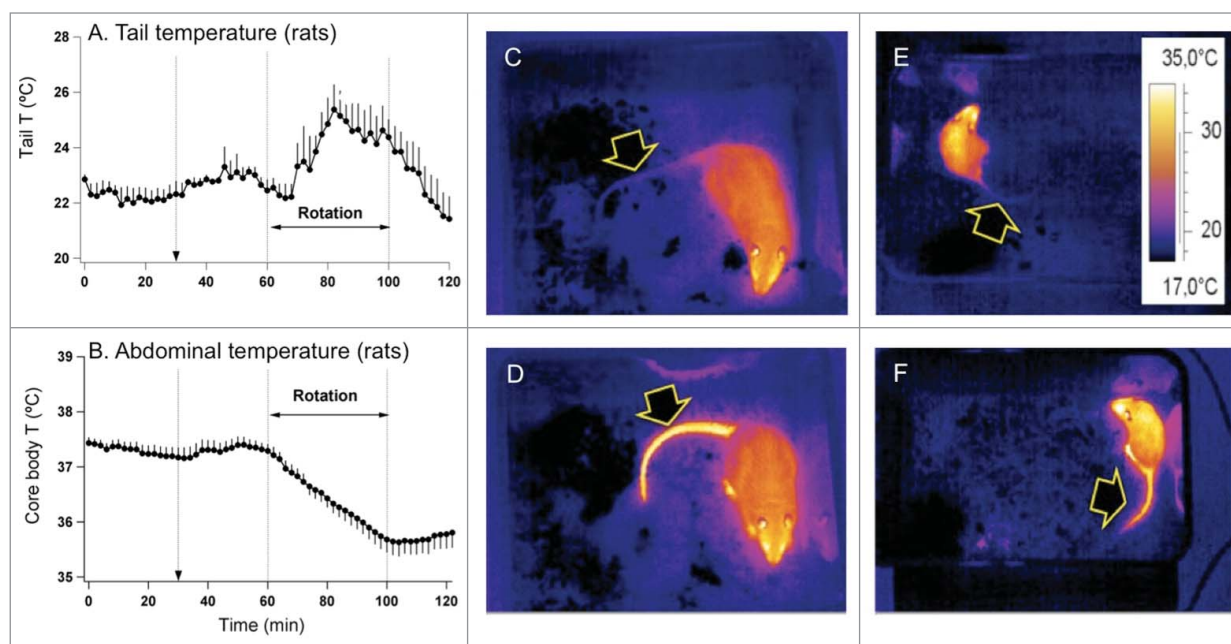 A. Tail temperature (rats)
Tail T (ºC)
28
26
24
22
20
Rotation
0 20 40 60 80 100 120
C
E
35,0°C
30
20
17,0°C
B. Abdominal temperature (rats)
Core body T (ºC)
39
38
37
36
35
Rotation
0 20 40 60 80 100 120
Time (min)
D
F